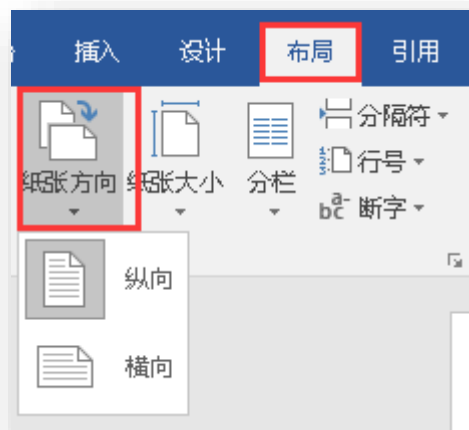 插入 设计 布局 引用
纸张方向 纸张大小 分栏 分隔符
行号
断字
纵向
横向